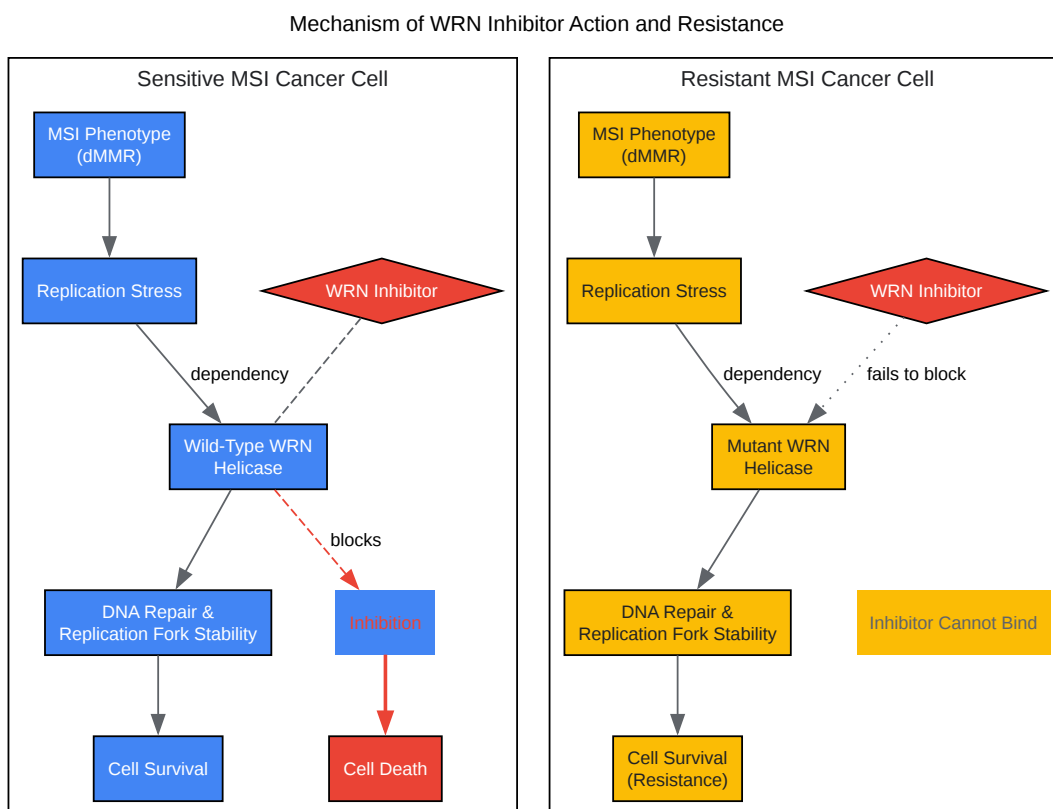 Mechanism of WRN Inhibitor Action and Resistance
Sensitive MSI Cancer Cell
MSI Phenotype
(dMMR)
Replication Stress
WRN Inhibitor
dependency
Wild-Type WRN
Helicase
blocks
DNA Repair &
Replication Fork Stability
Inhibition
Cell Survival
Cell Death
Resistant MSI Cancer Cell
MSI Phenotype
(dMMR)
Replication Stress
WRN Inhibitor
dependency
fails to block
Mutant WRN
Helicase
DNA Repair &
Replication Fork Stability
Inhibitor Cannot Bind
Cell Survival
(Resistance)